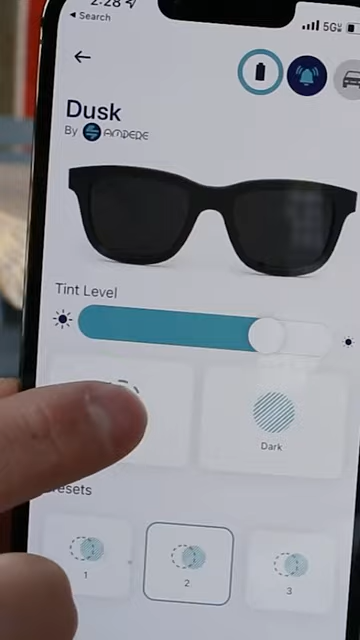 2:28
◂ Search
5G
Dusk
By AMPERE
Tint Level
Dark
resets
1
2
3